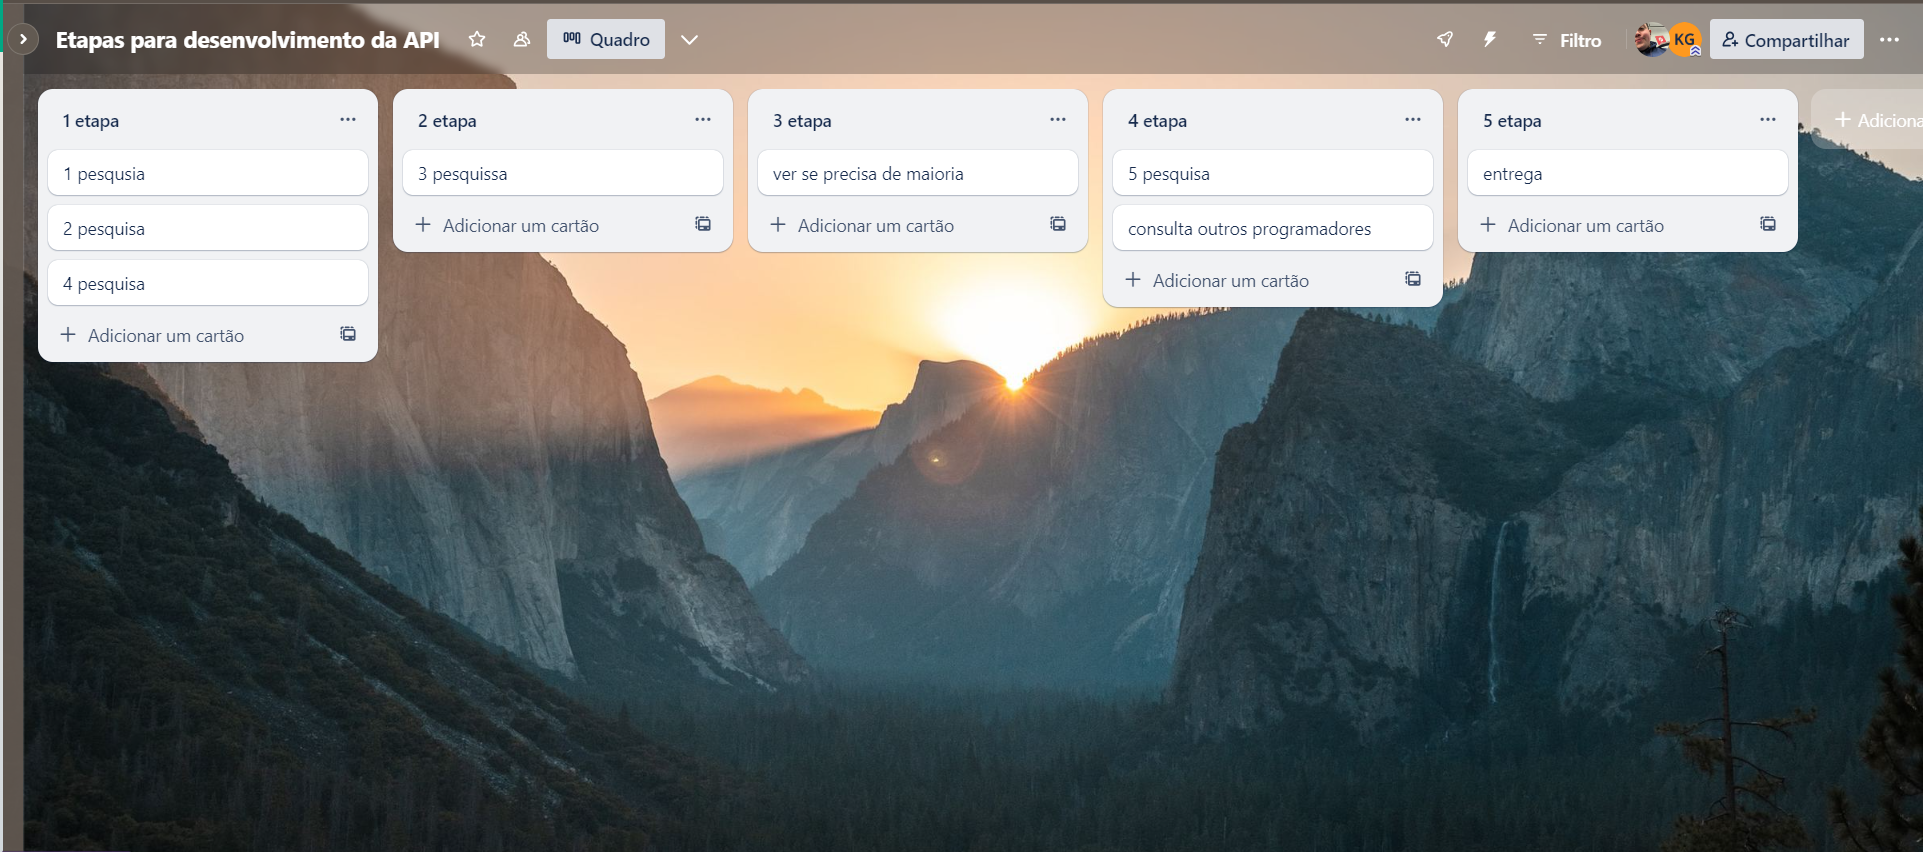 Etapas para desenvolvimento da API
Quadro
Filtro
KG
Compartilhar
1 etapa
1 pesqusia
2 pesquisa
4 pesquisa
Adicionar um cartão
2 etapa
3 pesquissa
Adicionar um cartão
3 etapa
ver se precisa de maioria
Adicionar um cartão
4 etapa
5 pesquisa
consulta outros programadores
Adicionar um cartão
5 etapa
entrega
Adicionar um cartão
Adiciona